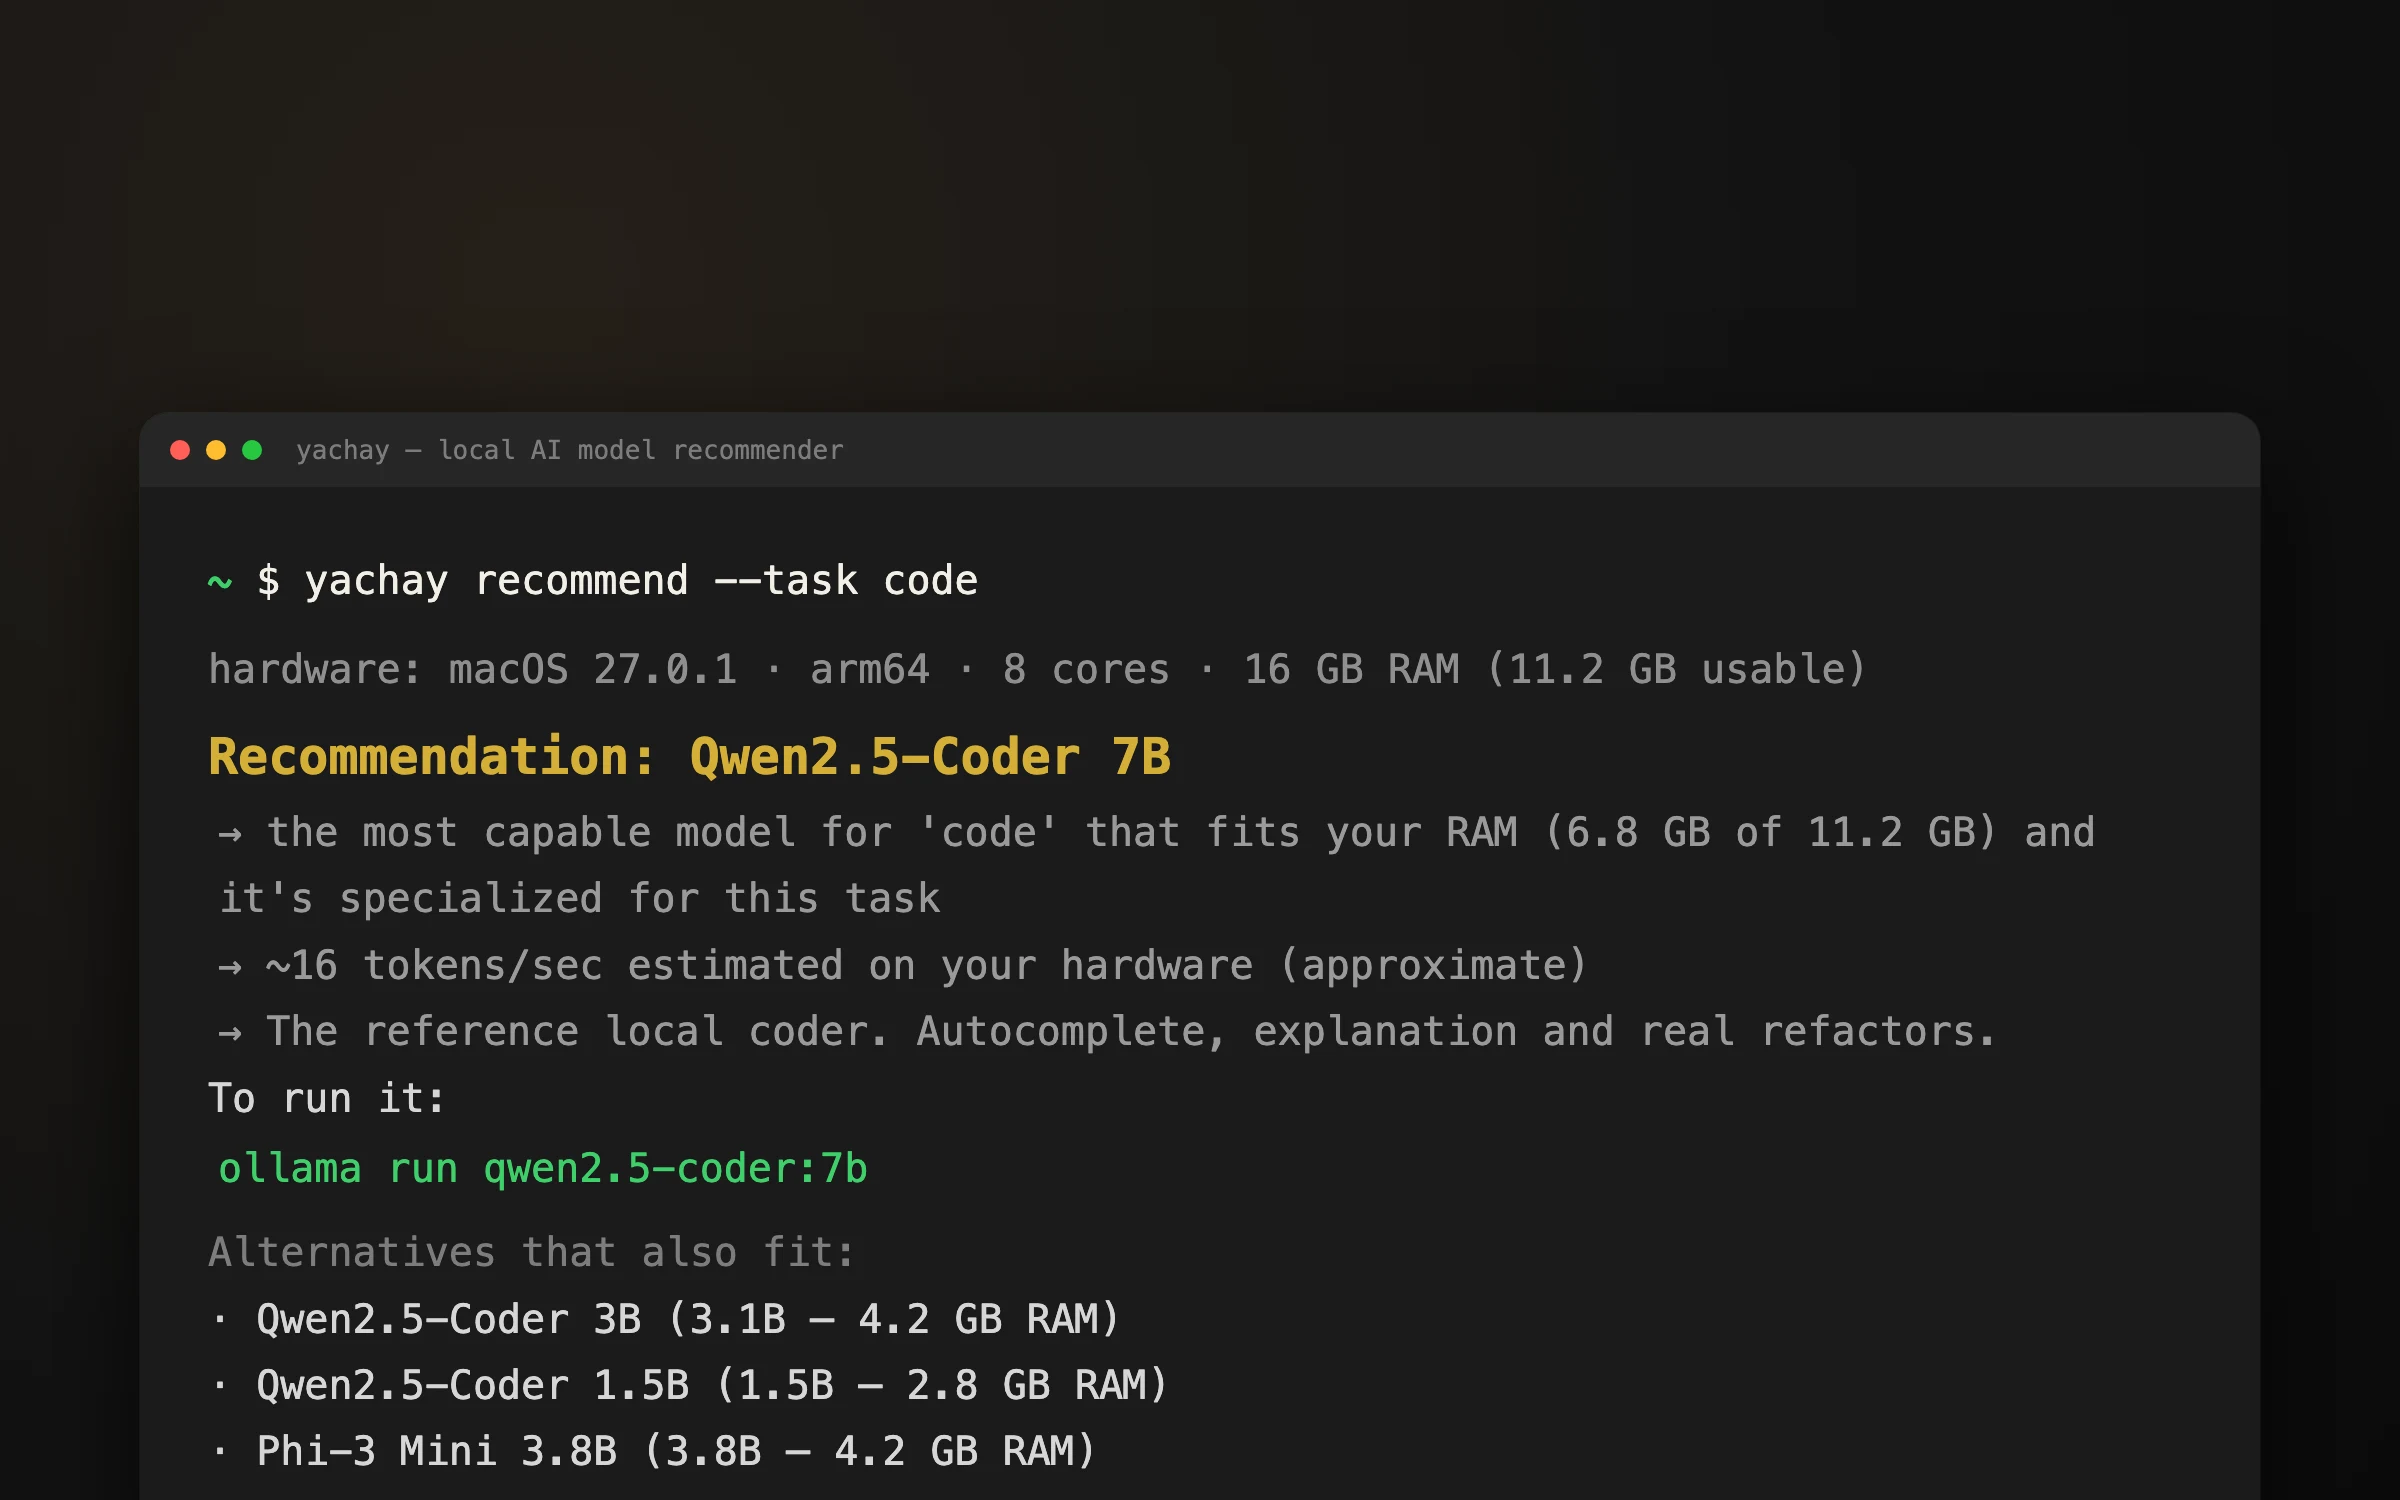 yachay — local AI model recommender
~ $ yachay recommend --task code
hardware: macOS 27.0.1 · arm64 · 8 cores · 16 GB RAM (11.2 GB usable)
Recommendation: Qwen2.5-Coder 7B
→ the most capable model for 'code' that fits your RAM (6.8 GB of 11.2 GB) and
it's specialized for this task
→ ~16 tokens/sec estimated on your hardware (approximate)
→ The reference local coder. Autocomplete, explanation and real refactors.
To run it:
ollama run qwen2.5-coder:7b
Alternatives that also fit:
· Qwen2.5-Coder 3B (3.1B — 4.2 GB RAM)
· Qwen2.5-Coder 1.5B (1.5B — 2.8 GB RAM)
· Phi-3 Mini 3.8B (3.8B — 4.2 GB RAM)